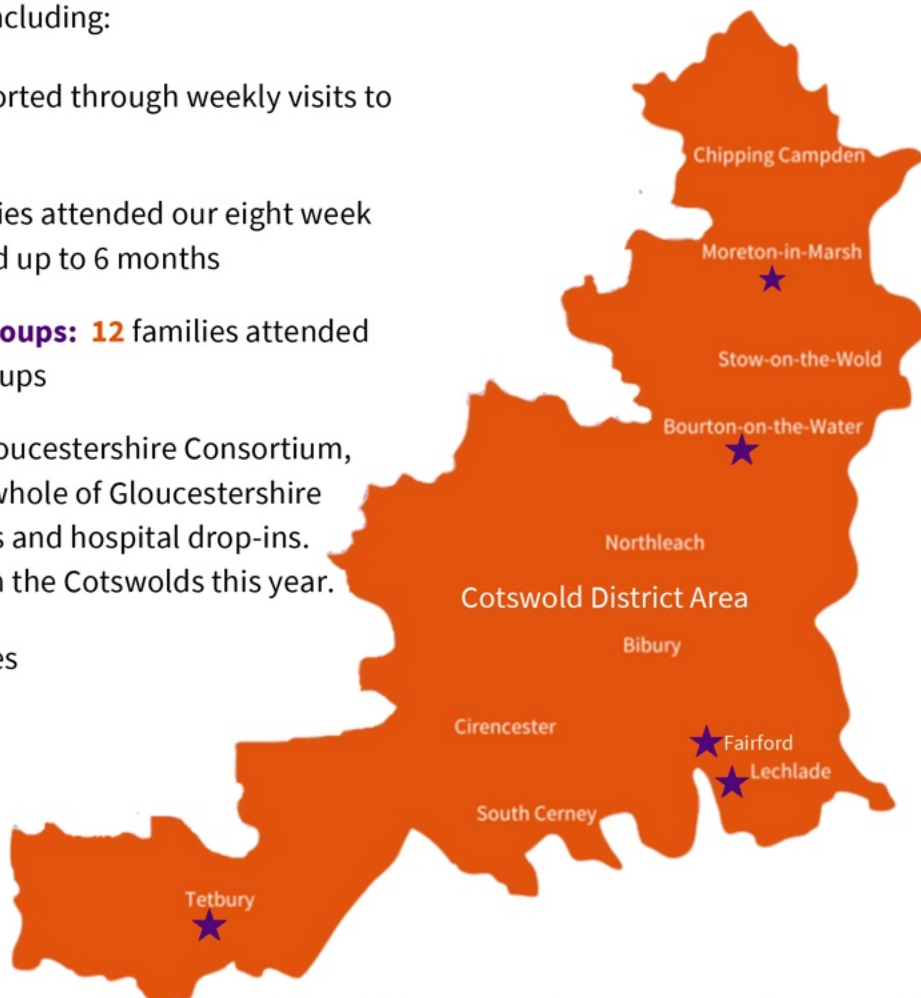 ncluding:
orted through weekly visits to
ies attended our eight week
d up to 6 months
oups: 12 families attended
ups
oucestershire Consortium,
whole of Gloucestershire
s and hospital drop-ins.
n the Cotswolds this year.
es
Chipping Campden
Moreton-in-Marsh
Stow-on-the-Wold
Bourton-on-the-Water
Northleach
Cotswold District Area
Bibury
Cirencester
Fairford
Lechlade
South Cerney
Tetbury